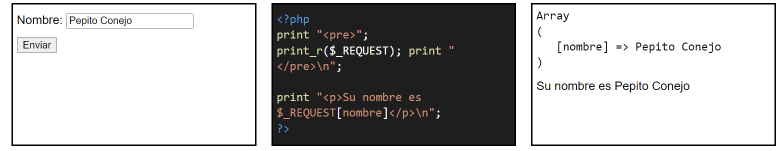 Nombre: Pepito Conejo
Enviar
<?php
print "<pre>";
print_r($_REQUEST); print "
</pre>\n";
print "<p>Su nombre es
$_REQUEST[nombre]</p>\n";
?>
Array
(
[nombre] => Pepito Conejo
)
Su nombre es Pepito Conejo